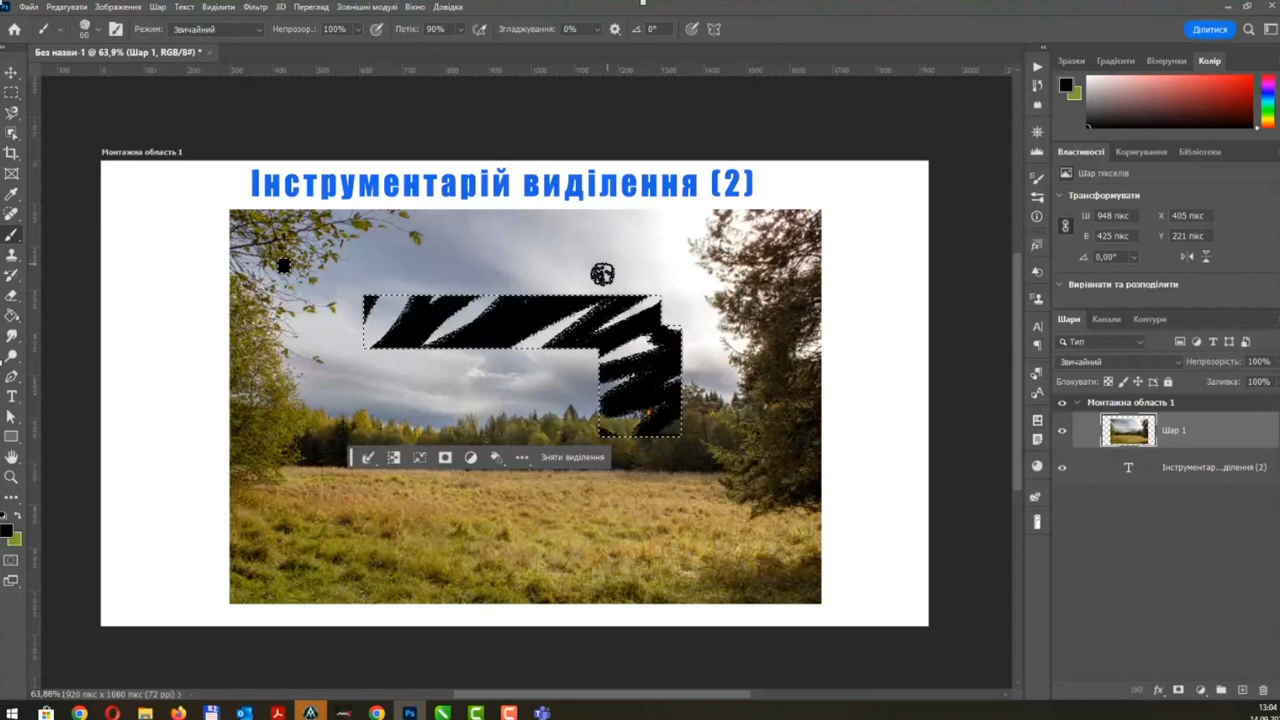 Файл Редагувати Зображення Шар Текст Виділити Фільтр 3D Перегляд Зовнішні модулі Вікно Довідка
60 Режим: Звичайний Непрозор.: 100% Потік: 90% Згладжування: 0% 0° Ділитися
Без назви-1 @ 63,9% (Шар 1, RGB/8#) *
Зразки Градієнти Візерунки Колір
Монтажна область 1
Інструментарій виділення (2)
Зняти виділення
Властивості Коригування Бібліотеки
Шар пікселів
Трансформувати
Ш 948 пікс X 405 пікс
В 425 пікс Y 221 пікс
0,00°
Вирівняти та розподілити
Шари Канали Контури
Тип
Звичайний Непрозорість: 100%
Блокувати: Заливка: 100%
Монтажна область 1
Шар 1
Інструментар...ділення (2)
63,88% 1920 пікс x 1080 пікс (72 ppi)
13:04